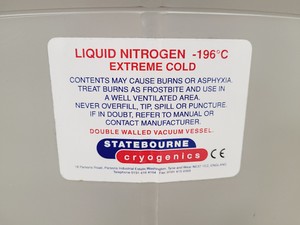 LIQUID NITROGEN -196°C
EXTREME COLD
CONTENTS MAY CAUSE BURNS OR ASPHYXIA.
TREAT BURNS AS FROSTBITE AND USE IN
A WELL VENTILATED AREA.
NEVER OVERFILL, TIP, SPILL OR PUNCTURE.
IF IN DOUBT, REFER TO MANUAL OR
CONTACT MANUFACTURER.
DOUBLE WALLED VACUUM VESSEL.
STATEBOURNE
cryogenics CE